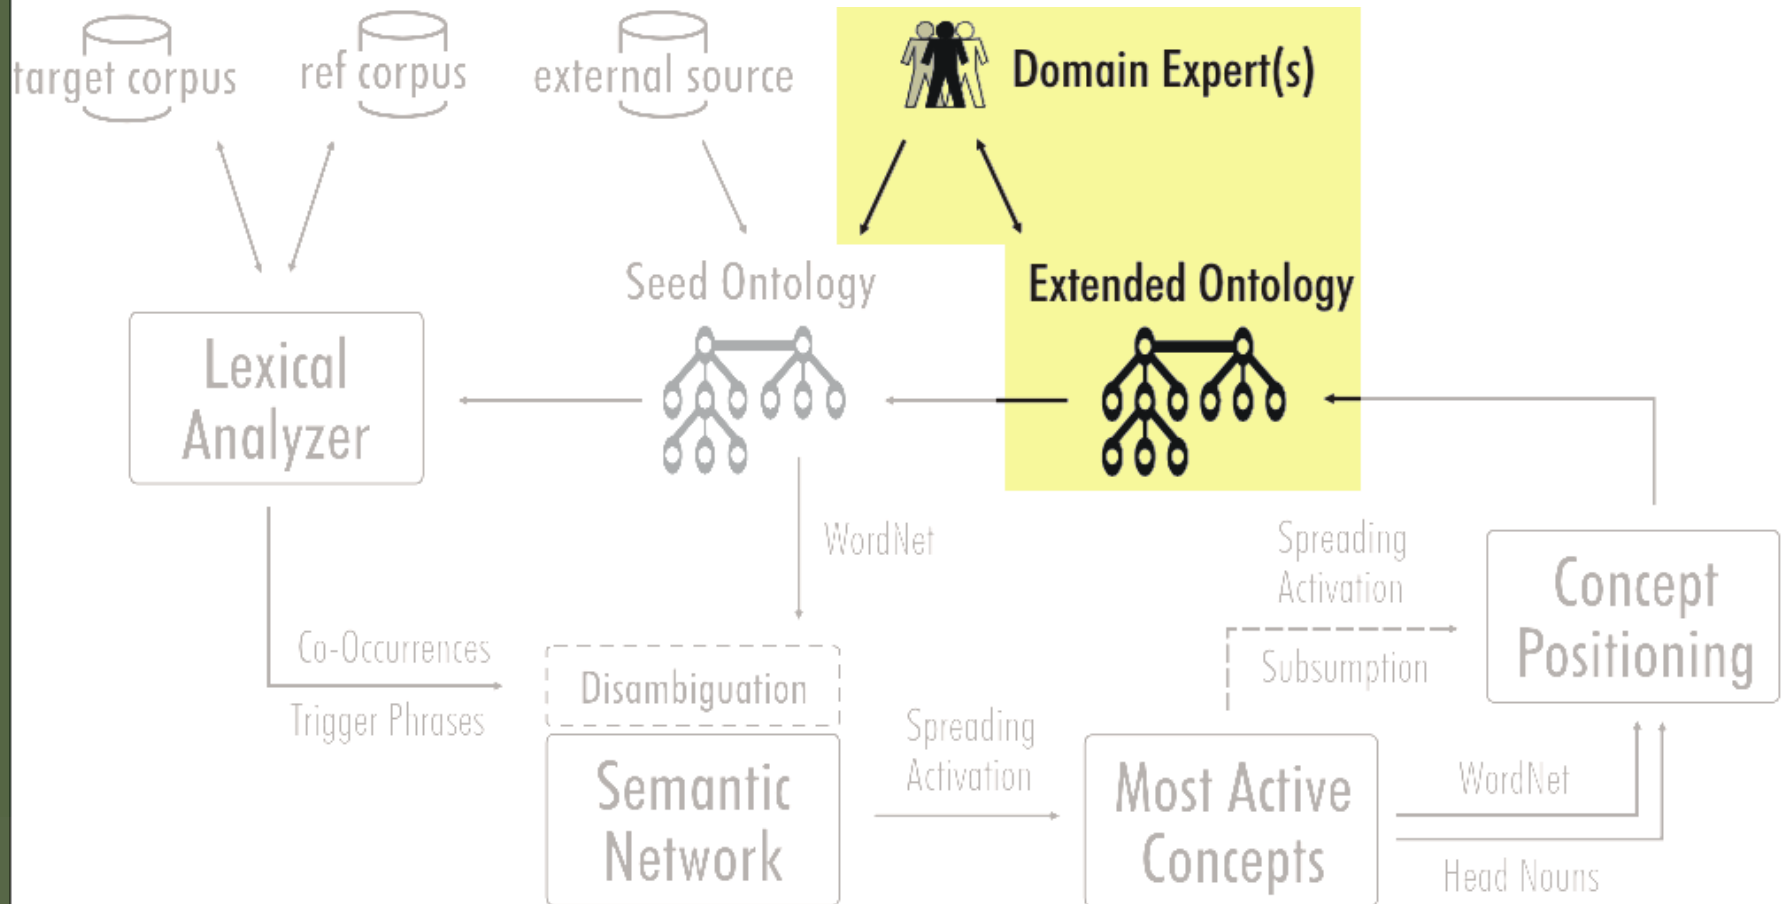 target corpus
ref corpus
external source
Domain Expert(s)
Seed Ontology
Extended Ontology
Lexical
Analyzer
WordNet
Spreading
Activation
Subsumption
Concept
Positioning
Co-Occurrences
Trigger Phrases
Disambiguation
Semantic
Network
Spreading
Activation
Most Active
Concepts
WordNet
Head Nouns